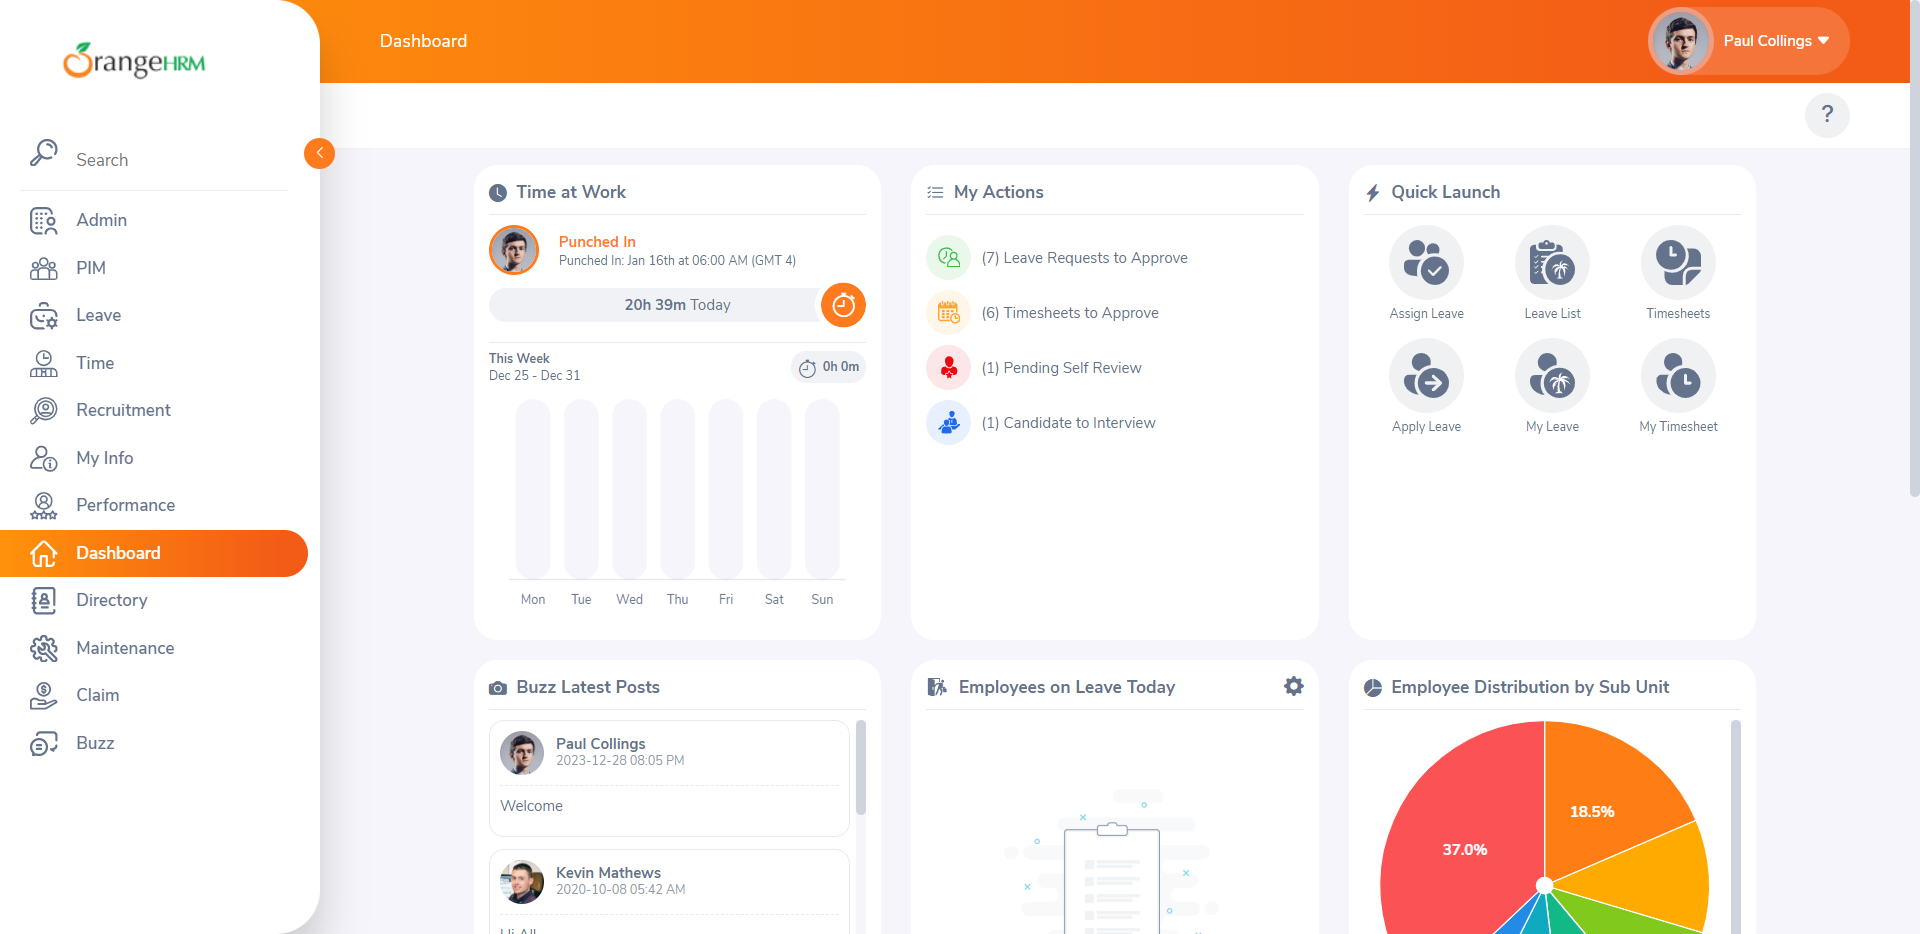 OrangeHRM
Dashboard
Paul Collings
?
Search
Admin
PIM
Leave
Time
Recruitment
My Info
Performance
Dashboard
Directory
Maintenance
Claim
Buzz
Time at Work
Punched In
Punched In: Jan 16th at 06:00 AM (GMT 4)
20h 39m Today
This Week
Dec 25 - Dec 31
0h 0m
Mon Tue Wed Thu Fri Sat Sun
My Actions
(7) Leave Requests to Approve
(6) Timesheets to Approve
(1) Pending Self Review
(1) Candidate to Interview
Quick Launch
Assign Leave
Leave List
Timesheets
Apply Leave
My Leave
My Timesheet
Buzz Latest Posts
Paul Collings
2023-12-28 08:05 PM
Welcome
Kevin Mathews
2020-10-08 05:42 AM
Hi All
Employees on Leave Today
Employee Distribution by Sub Unit
18.5%
37.0%